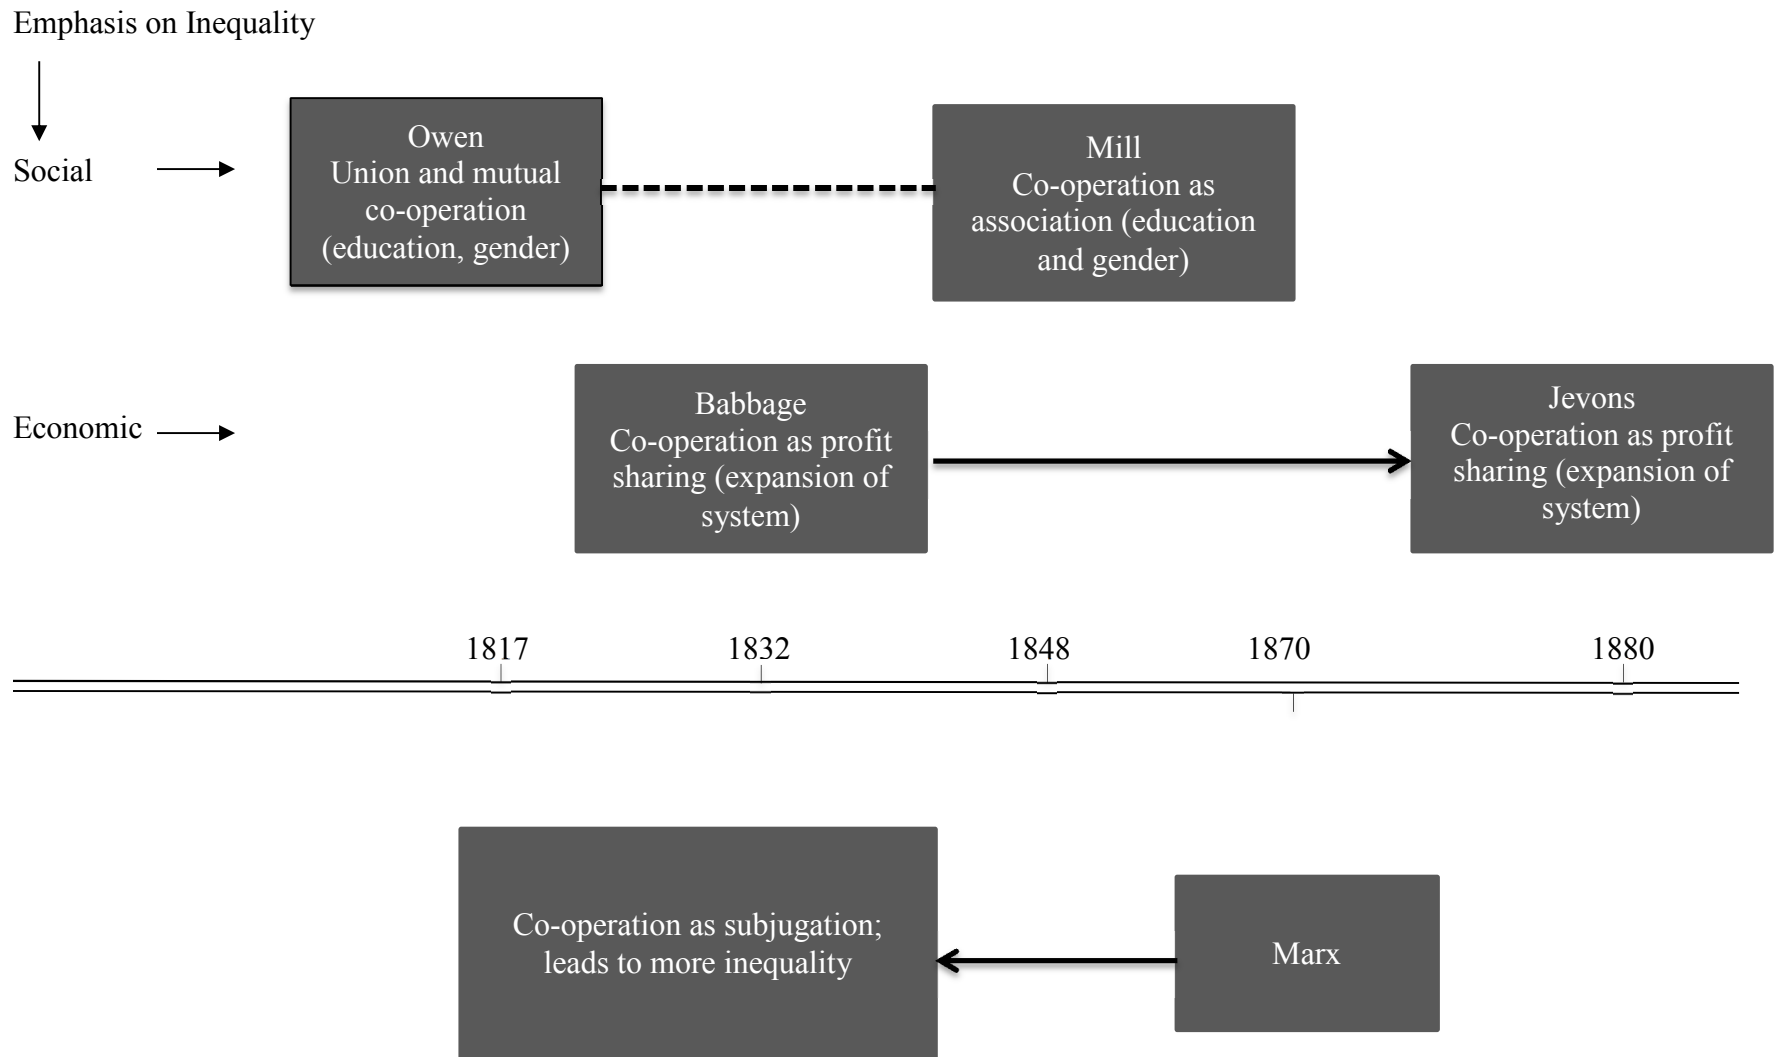 Emphasis on Inequality
Social
Owen
Union and mutual
co-operation
(education, gender)
Mill
Co-operation as
association (education
and gender)
Economic
Babbage
Co-operation as profit
sharing (expansion of
system)
Jevons
Co-operation as profit
sharing (expansion of
system)
1817
1832
1848
1870
1880
Co-operation as subjugation;
leads to more inequality
Marx